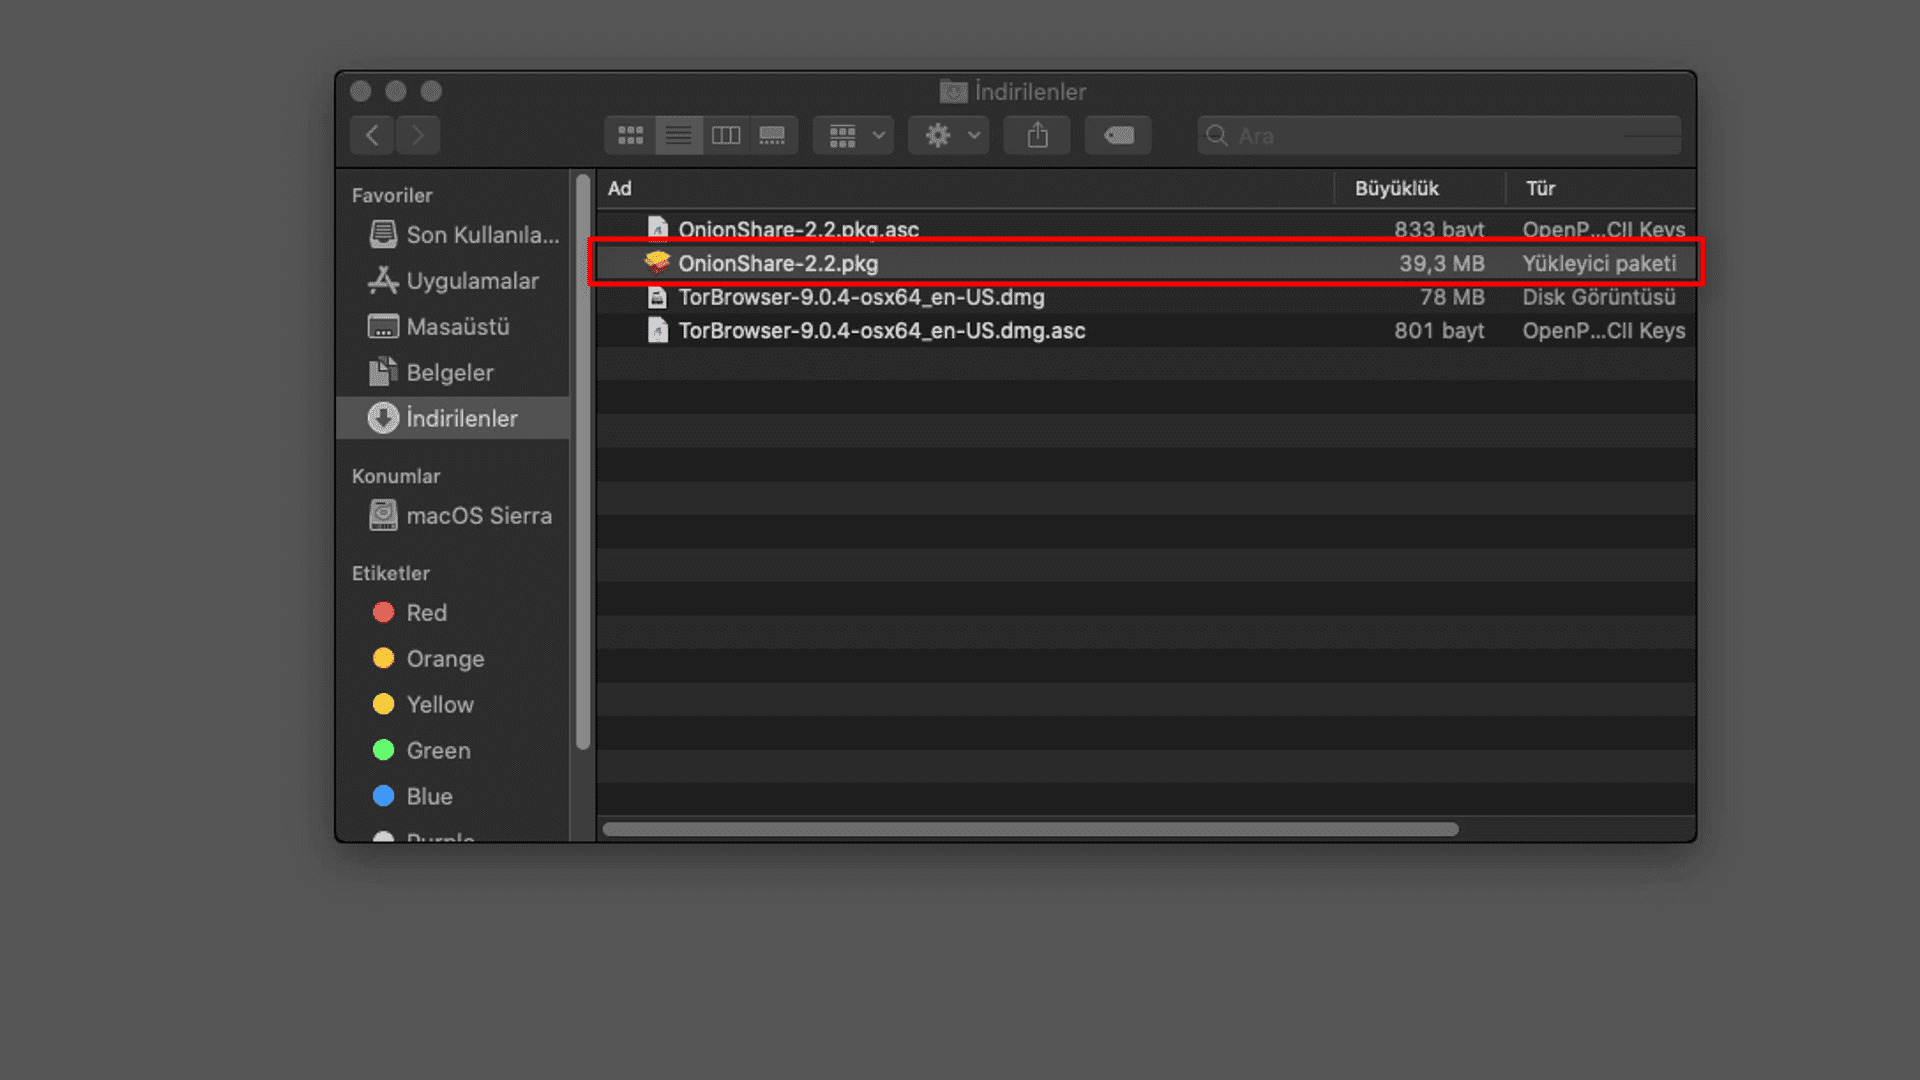 İndirilenler
Ara
Favoriler
Son Kullanıla...
Uygulamalar
Masaüstü
Belgeler
İndirilenler
Konumlar
macOS Sierra
Etiketler
Red
Orange
Yellow
Green
Blue
Purple
Ad Büyüklük Tür
OnionShare-2.2.pkg.asc 833 bayt OpenP...CII Keys
OnionShare-2.2.pkg 39,3 MB Yükleyici paketi
TorBrowser-9.0.4-osx64_en-US.dmg 78 MB Disk Görüntüsü
TorBrowser-9.0.4-osx64_en-US.dmg.asc 801 bayt OpenP...CII Keys